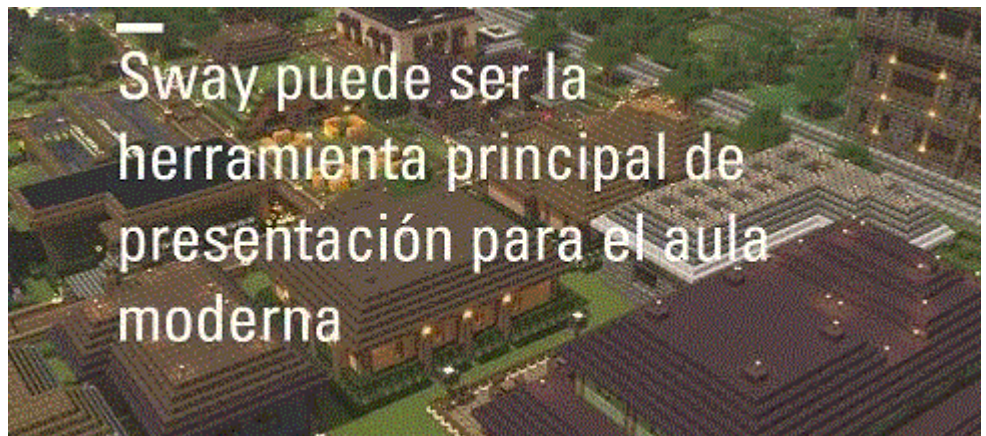 Sway puede ser la
herramienta principal de
presentación para el aula
moderna